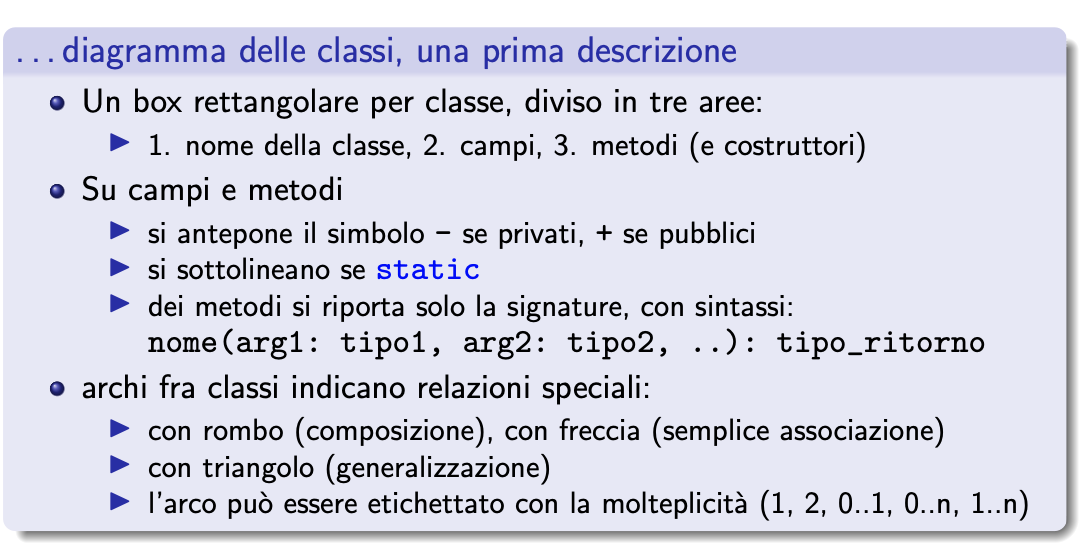 ...diagramma delle classi, una prima descrizione
Un box rettangolare per classe, diviso in tre aree:
1. nome della classe, 2. campi, 3. metodi (e costruttori)
Su campi e metodi
si antepone il simbolo - se privati, + se pubblici
si sottolineano se static
dei metodi si riporta solo la signature, con sintassi:
nome(arg1: tipo1, arg2: tipo2, ..): tipo_ritorno
archi fra classi indicano relazioni speciali:
con rombo (composizione), con freccia (semplice associazione)
con triangolo (generalizzazione)
l'arco può essere etichettato con la molteplicità (1, 2, 0..1, 0..n, 1..n)